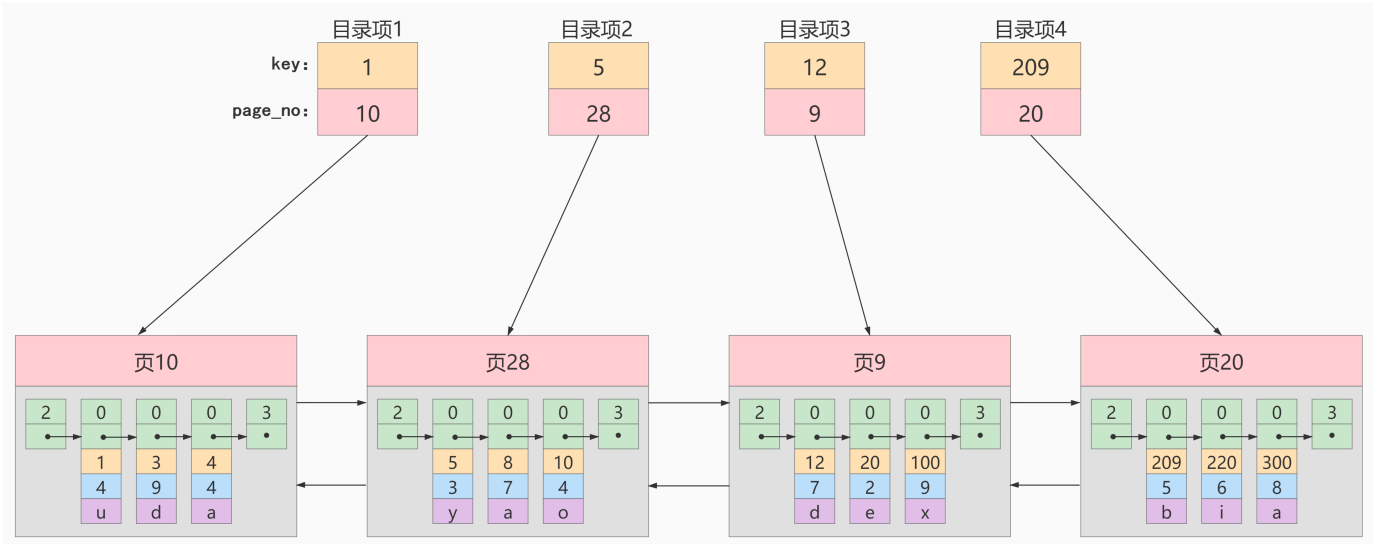 目录项1 目录项2 目录项3 目录项4
key: 1 5 12 209
page_no: 10 28 9 20
页10 页28 页9 页20
2 0 0 0 3 2 0 0 0 3 2 0 0 0 3 2 0 0 0 3
1 3 4 5 8 10 12 20 100 209 220 300
4 9 4 3 7 4 7 2 9 5 6 8
u d a y a o d e x b i a